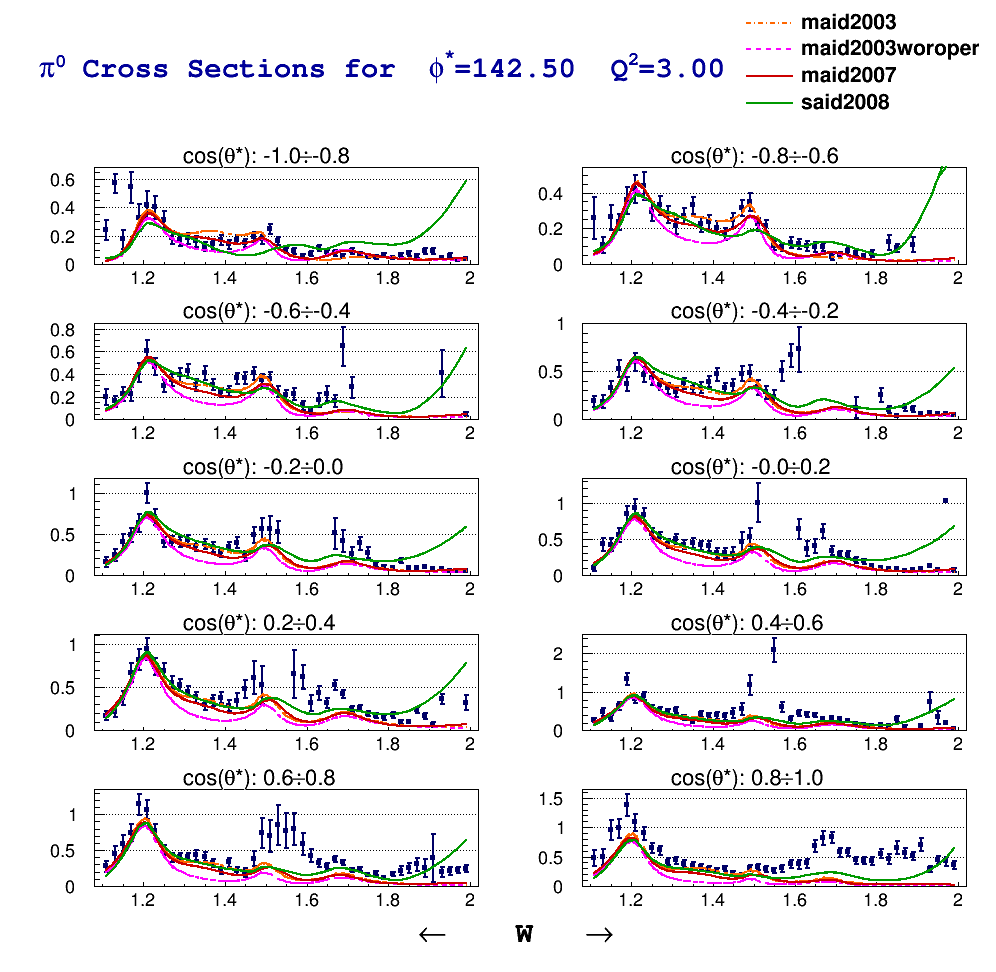 maid2003
maid2003woroper
maid2007
said2008
π⁰ Cross Sections for ϕ*=142.50 Q²=3.00
cos(θ*): -1.0÷-0.8
0.6
0.4
0.2
0
1.2 1.4 1.6 1.8 2
cos(θ*): -0.8÷-0.6
0.4
0.2
0
1.2 1.4 1.6 1.8 2
cos(θ*): -0.6÷-0.4
0.8
0.6
0.4
0.2
0
1.2 1.4 1.6 1.8 2
cos(θ*): -0.4÷-0.2
1
0.5
0
1.2 1.4 1.6 1.8 2
cos(θ*): -0.2÷0.0
1
0.5
0
1.2 1.4 1.6 1.8 2
cos(θ*): -0.0÷0.2
1
0.5
0
1.2 1.4 1.6 1.8 2
cos(θ*): 0.2÷0.4
1
0.5
0
1.2 1.4 1.6 1.8 2
cos(θ*): 0.4÷0.6
2
1
0
1.2 1.4 1.6 1.8 2
cos(θ*): 0.6÷0.8
1
0.5
0
1.2 1.4 1.6 1.8 2
cos(θ*): 0.8÷1.0
1.5
1
0.5
0
1.2 1.4 1.6 1.8 2
← W →